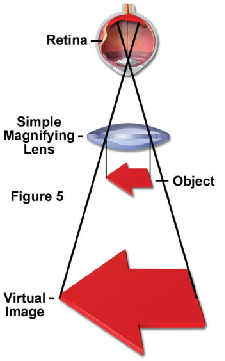 Retina
Simple
Magnifying
Lens
Object
Figure 5
Virtual
Image